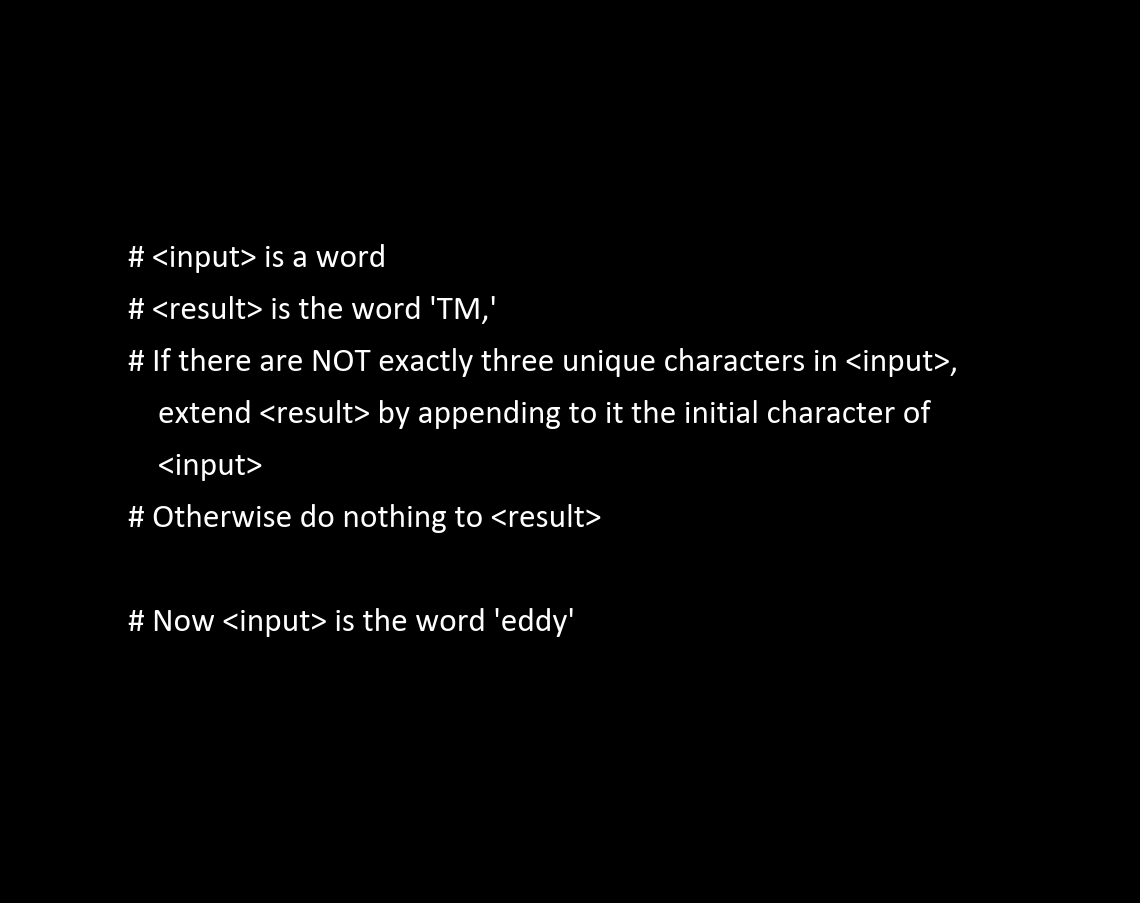 # <input> is a word
# <result> is the word 'TM,'
# If there are NOT exactly three unique characters in <input>,
extend <result> by appending to it the initial character of
<input>
# Otherwise do nothing to <result>
# Now <input> is the word 'eddy'